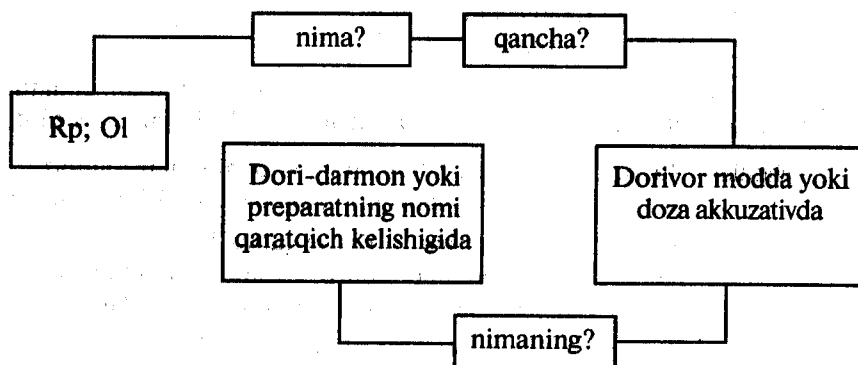 nima?
qancha?
Rp; Ol
Dori-darmon yoki
preparatning nomi
qaratqich kelishigida
Dorivor modda yoki
doza akkuzativda
nimaning?